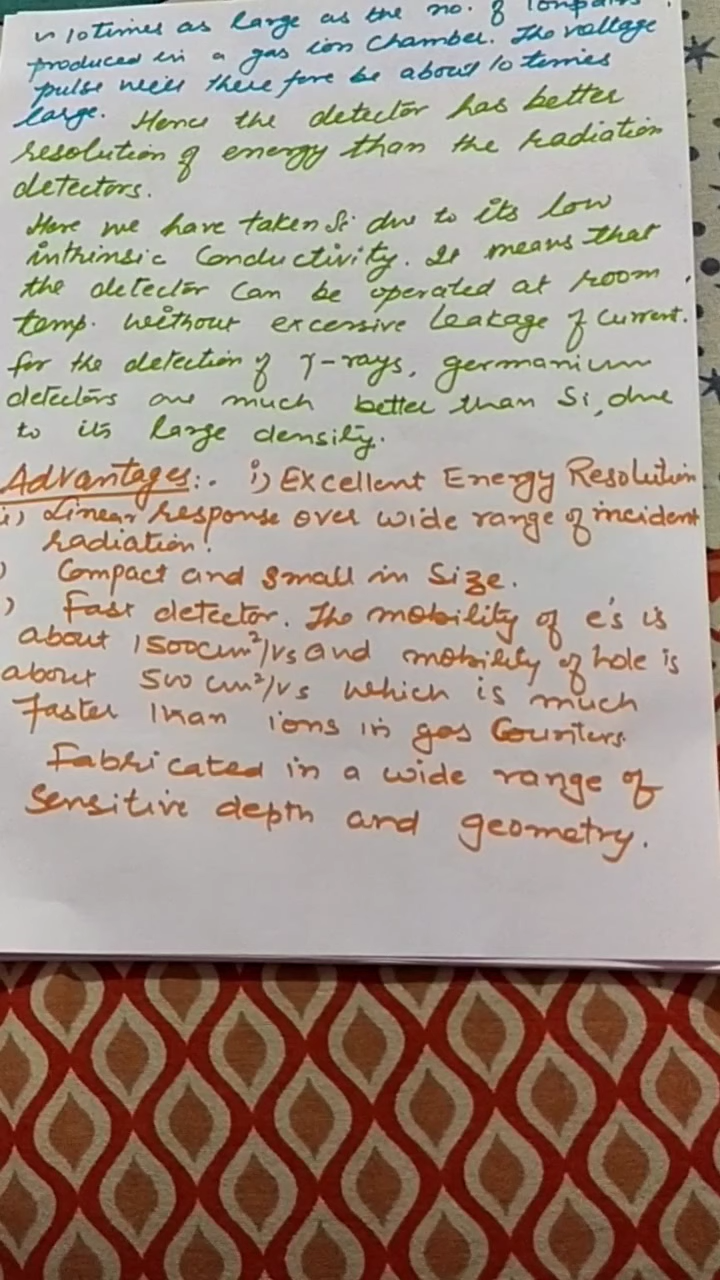 is 10 times as large as the no. of ionpairs
produced in a gas ion chamber. The voltage
pulse will there fore be about 10 times
large. Hence the detector has better
resolution of energy than the radiation
detectors.
Here we have taken Si due to its low
inthinsic Conductivity. It means that
the detector can be operated at room
temp. without excessive leakage of current.
for the detection of γ-rays, germanium
detectors are much better than Si, due
to its large density.
Advantages:- i) Excellent Energy Resolution
ii) Linear response over wide range of incident
radiation.
) Compact and small in size.
) Fast detector. The mobility of e's is
about 1500cm²/vs and mobility of hole is
about 500 cm²/vs which is much
faster than ions in gas Counters.
Fabricated in a wide range of
sensitive depth and geometry.